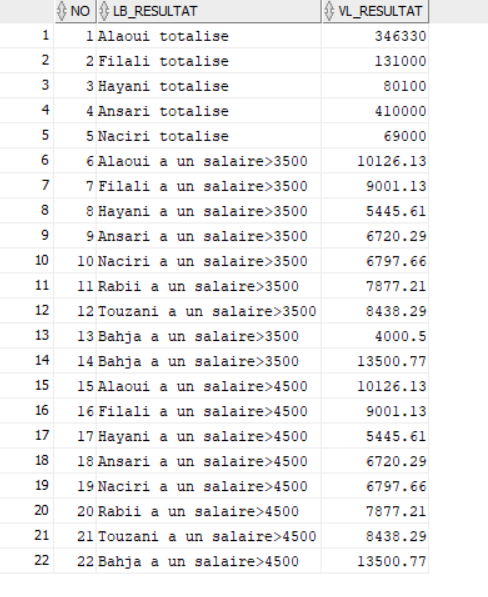 NO LB_RESULTAT VL_RESULTAT
1 1 Alaoui totalise 346330
2 2 Filali totalise 131000
3 3 Hayani totalise 80100
4 4 Ansari totalise 410000
5 5 Naciri totalise 69000
6 6 Alaoui a un salaire>3500 10126.13
7 7 Filali a un salaire>3500 9001.13
8 8 Hayani a un salaire>3500 5445.61
9 9 Ansari a un salaire>3500 6720.29
10 10 Naciri a un salaire>3500 6797.66
11 11 Rabii a un salaire>3500 7877.21
12 12 Touzani a un salaire>3500 8438.29
13 13 Bahja a un salaire>3500 4000.5
14 14 Bahja a un salaire>3500 13500.77
15 15 Alaoui a un salaire>4500 10126.13
16 16 Filali a un salaire>4500 9001.13
17 17 Hayani a un salaire>4500 5445.61
18 18 Ansari a un salaire>4500 6720.29
19 19 Naciri a un salaire>4500 6797.66
20 20 Rabii a un salaire>4500 7877.21
21 21 Touzani a un salaire>4500 8438.29
22 22 Bahja a un salaire>4500 13500.77